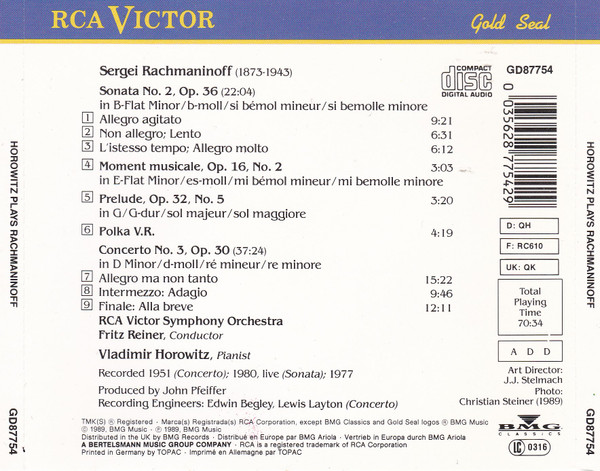 RCA VICTOR
Gold Seal
HOROWITZ PLAYS RACHMANINOFF
GD87754
Sergei Rachmaninoff (1873-1943)
Sonata No. 2, Op. 36 (22:04)
in B-Flat Minor/b-moll/si bémol mineur/si bemolle minore
1 Allegro agitato 9:21
2 Non allegro; Lento 6:31
3 L'istesso tempo; Allegro molto 6:12
4 Moment musicale, Op. 16, No. 2 3:03
in E-Flat Minor/es-moll/mi bémol mineur/mi bemolle minore
5 Prelude, Op. 32, No. 5 3:20
in G/G-dur/sol majeur/sol maggiore
6 Polka V.R. 4:19
Concerto No. 3, Op. 30 (37:24)
in D Minor/d-moll/ré mineur/re minore
7 Allegro ma non tanto 15:22
8 Intermezzo: Adagio 9:46
9 Finale: Alla breve 12:11
RCA Victor Symphony Orchestra
Fritz Reiner, Conductor
Vladimir Horowitz, Pianist
Recorded 1951 (Concerto); 1980, live (Sonata); 1977
Produced by John Pfeiffer
Recording Engineers: Edwin Begley, Lewis Layton (Concerto)
TMK(S) ® Registered · Marca(s) Registrada(s) RCA Corporation, except BMG Classics and Gold Seal logos ® BMG Music
℗ 1989, BMG Music · © 1989, BMG Music
Distributed in the UK by BMG Records · Distribué en Europe par BMG Ariola · Vertrieb in Europa durch BMG Ariola
A BERTELSMANN MUSIC GROUP COMPANY · RCA is a registered trademark of RCA Corporation
Printed in Germany by TOPAC · Imprimé en Allemagne par TOPAC
COMPACT
disc
DIGITAL AUDIO
GD87754
0 035628 775429
D: QH
F: RC610
UK: QK
Total
Playing
Time
70:34
A D D
Art Director:
J.J. Stelmach
Photo:
Christian Steiner (1989)
BMG
CLASSICS
LC 0316
HOROWITZ PLAYS RACHMANINOFF
GD87754